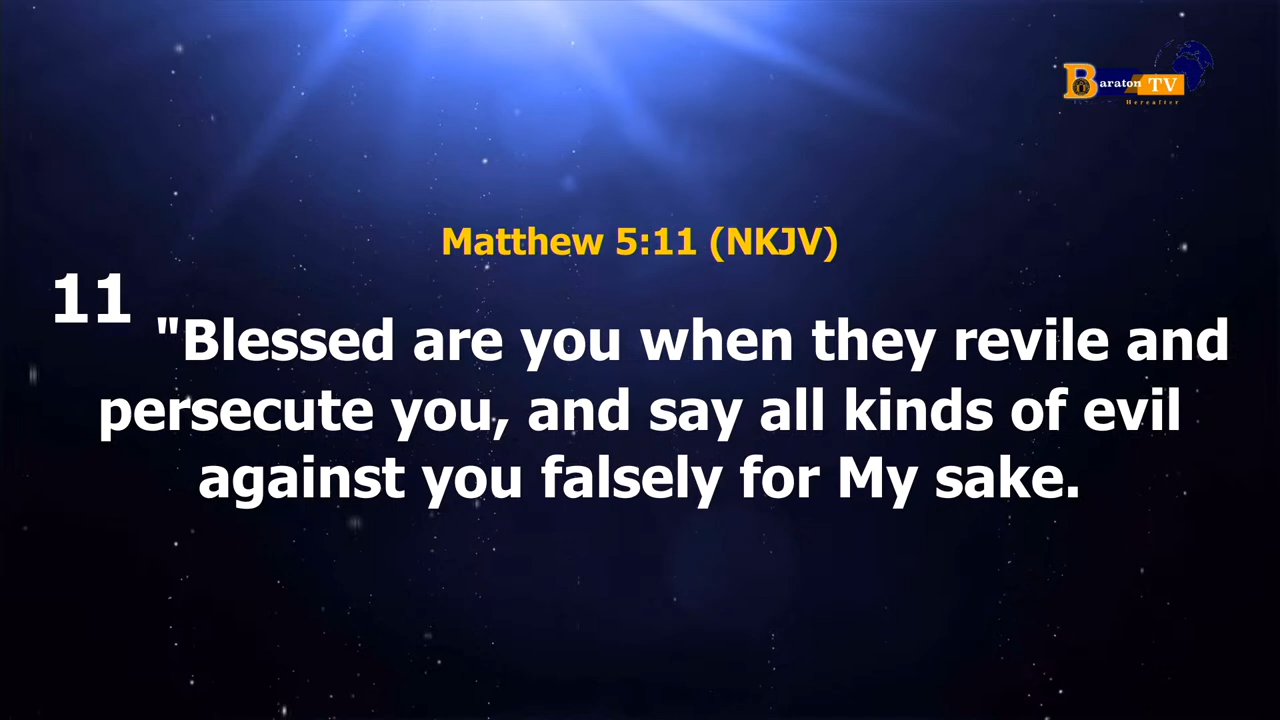 Baraton TV
Hereafter
Matthew 5:11 (NKJV)
11 "Blessed are you when they revile and
persecute you, and say all kinds of evil
against you falsely for My sake.